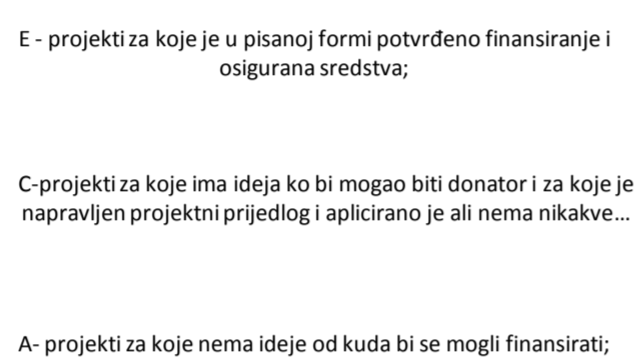 E - projekti za koje je u pisanoj formi potvrđeno finansiranje i
osigurana sredstva;
C-projekti za koje ima ideja ko bi mogao biti donator i za koje je
napravljen projektni prijedlog i aplicirano je ali nema nikakve...
A- projekti za koje nema ideje od kuda bi se mogli finansirati;